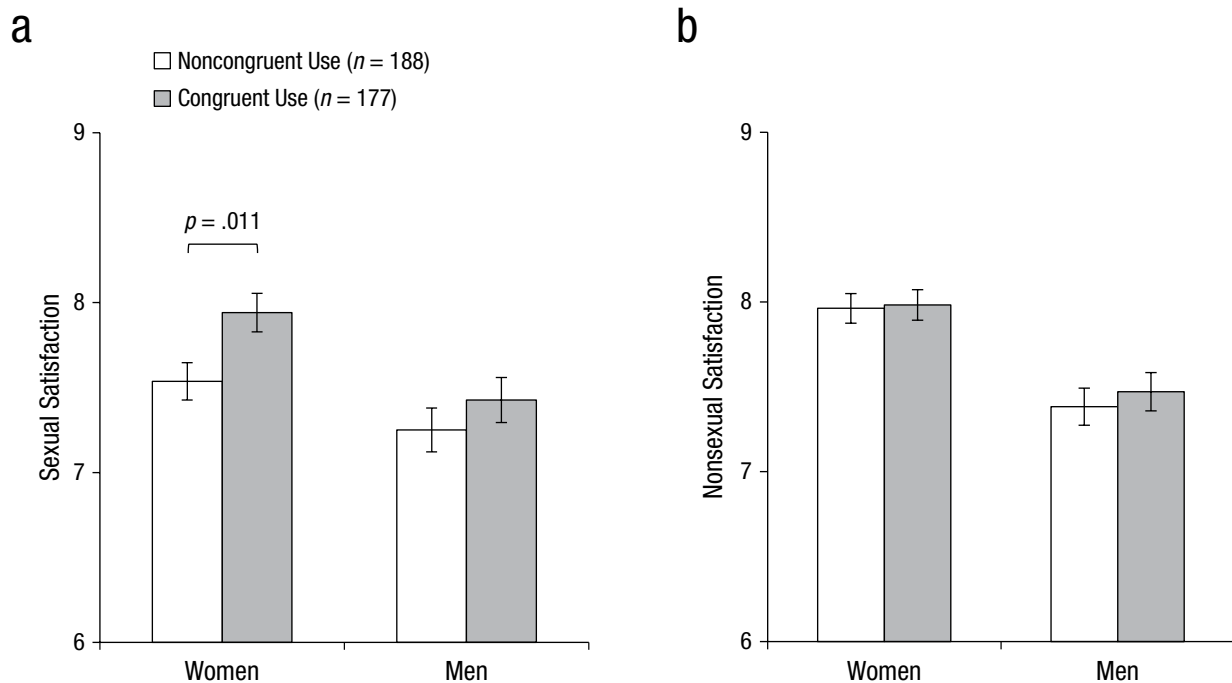 a
Noncongruent Use (n = 188)
Congruent Use (n = 177)
9
8
7
6
Sexual Satisfaction
p = .011
Women
Men
b
9
8
7
6
Nonsexual Satisfaction
Women
Men